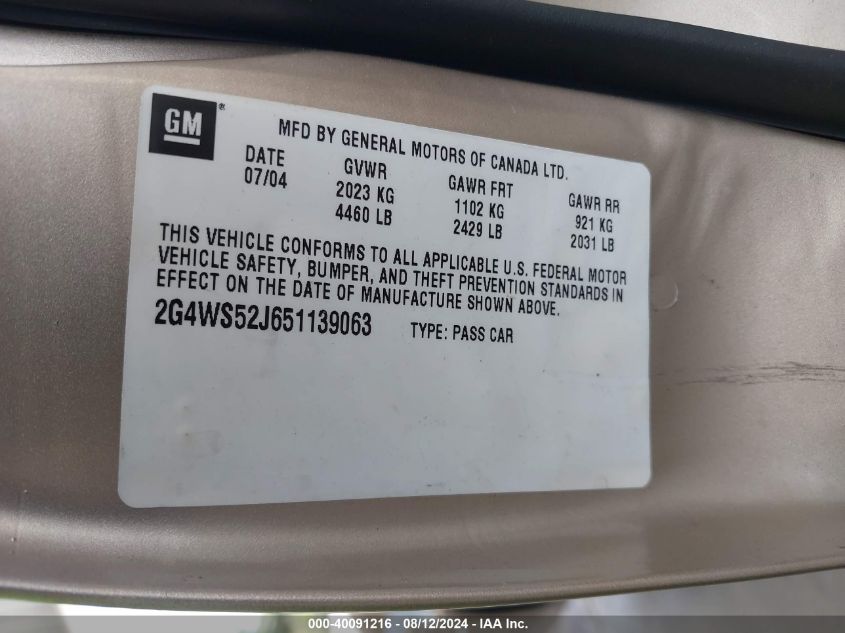 GM®
MFD BY GENERAL MOTORS OF CANADA LTD.
DATE GVWR GAWR FRT GAWR RR
07/04 2023 KG 1102 KG 921 KG
4460 LB 2429 LB 2031 LB
THIS VEHICLE CONFORMS TO ALL APPLICABLE U.S. FEDERAL MOTOR
VEHICLE SAFETY, BUMPER, AND THEFT PREVENTION STANDARDS IN
EFFECT ON THE DATE OF MANUFACTURE SHOWN ABOVE.
2G4WS52J651139063 TYPE: PASS CAR
000-40091216 - 08/12/2024 - IAA Inc.